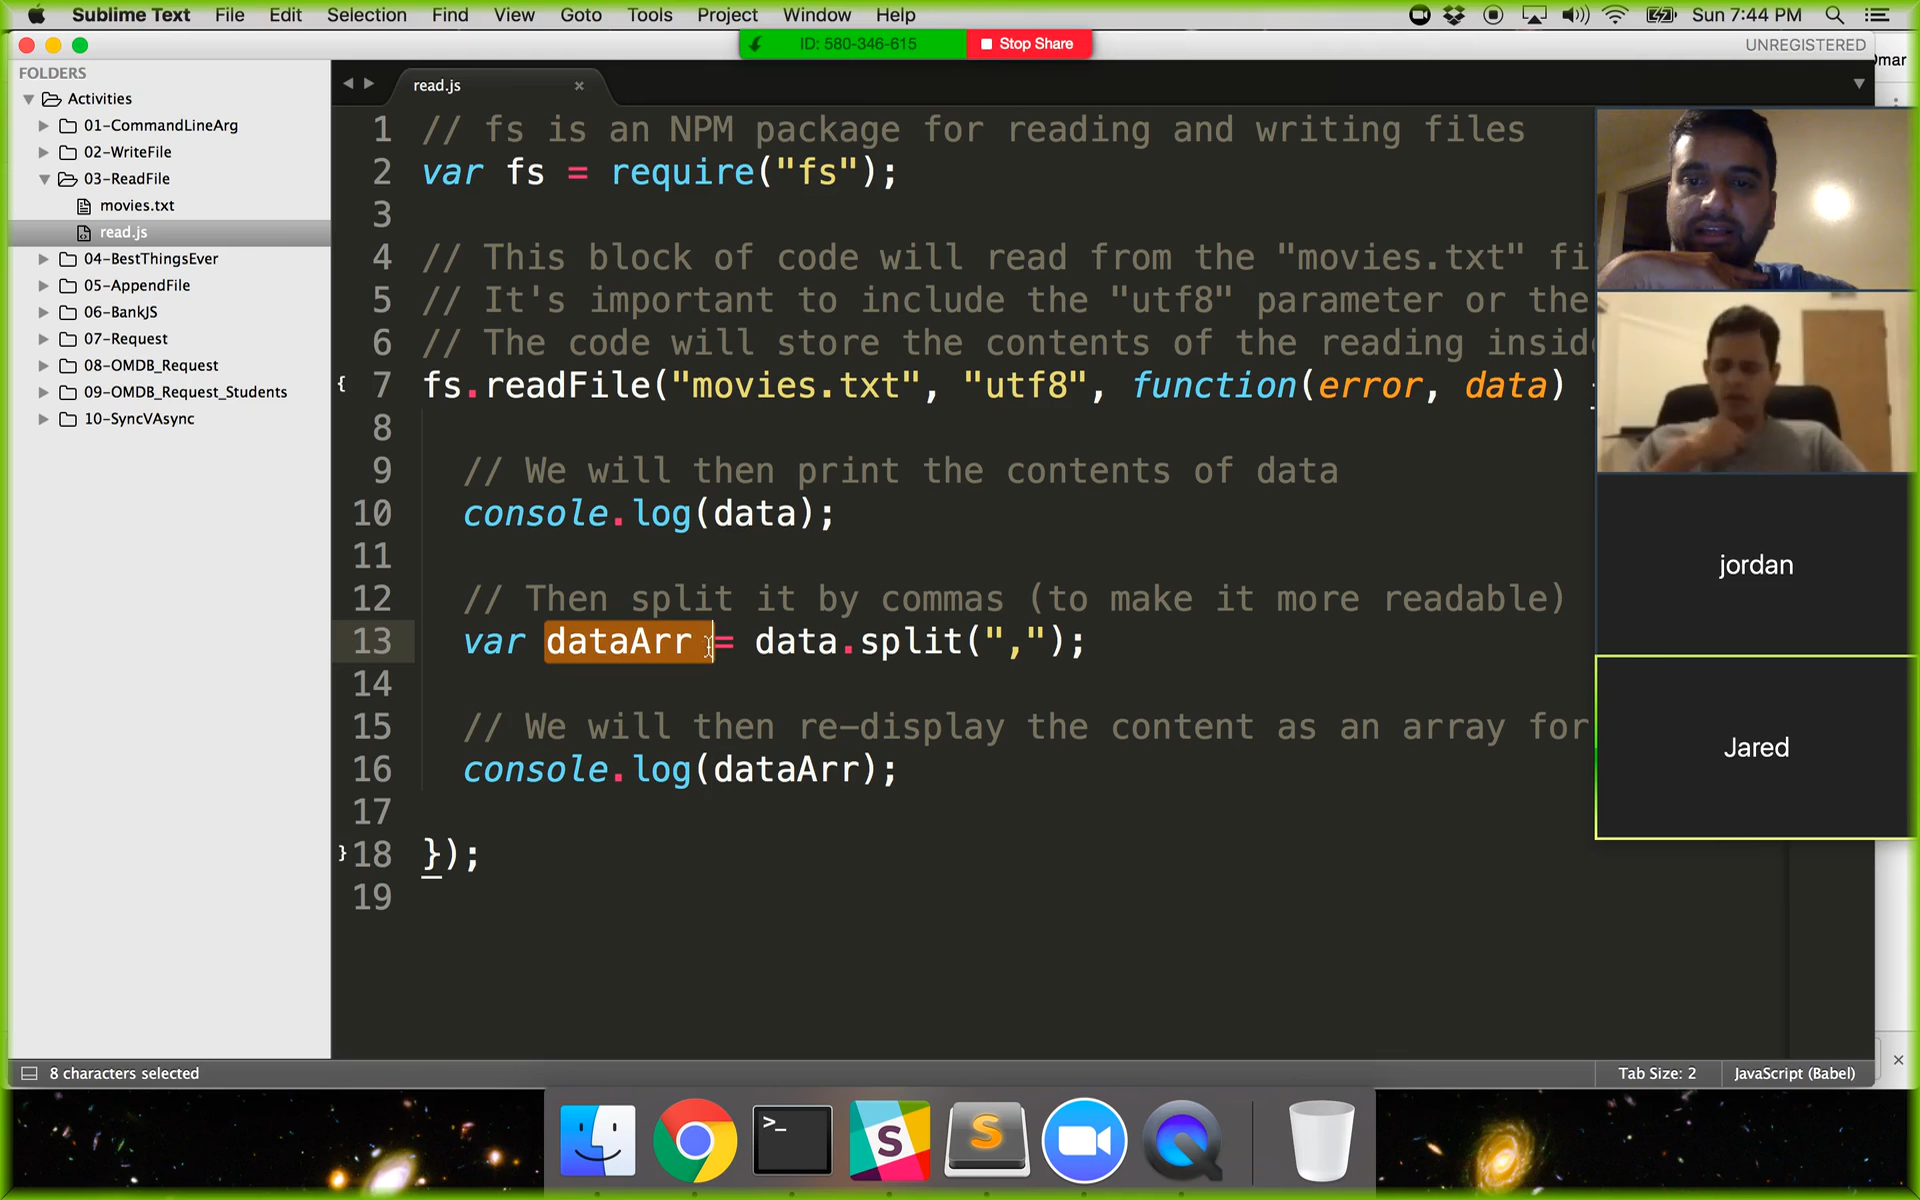 Sublime Text File Edit Selection Find View Goto Tools Project Window Help Sun 7:44 PM
ID: 580-346-615 Stop Share
UNREGISTERED
FOLDERS
Activities
01-CommandLineArg
02-WriteFile
03-ReadFile
movies.txt
read.js
04-BestThingsEver
05-AppendFile
06-BankJS
07-Request
08-OMDB_Request
09-OMDB_Request_Students
10-SyncVAsync
read.js
1 // fs is an NPM package for reading and writing files
2 var fs = require("fs");
3
4 // This block of code will read from the "movies.txt" fi
5 // It's important to include the "utf8" parameter or the
6 // The code will store the contents of the reading insid
7 fs.readFile("movies.txt", "utf8", function(error, data) {
8
9 // We will then print the contents of data
10 console.log(data);
11
12 // Then split it by commas (to make it more readable)
13 var dataArr = data.split(",");
14
15 // We will then re-display the content as an array for
16 console.log(dataArr);
17
18 });
19
mar
jordan
Jared
8 characters selected Tab Size: 2 JavaScript (Babel)